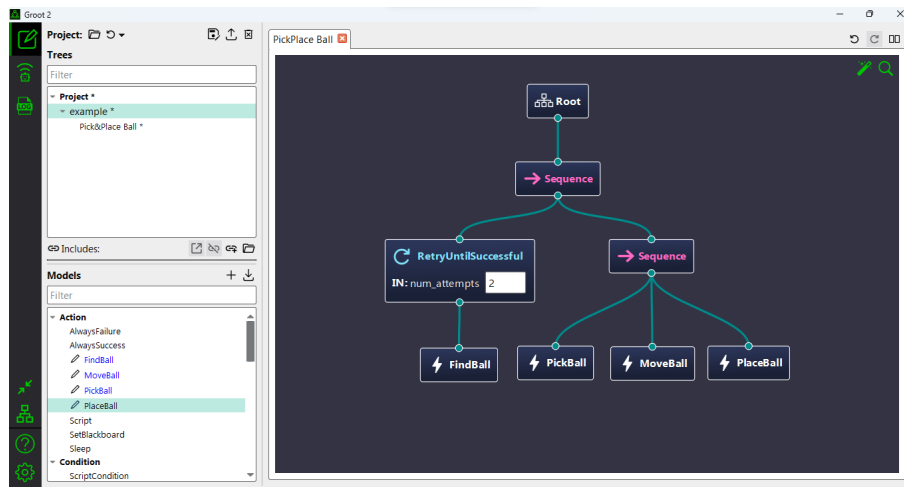 Groot 2
Project:
Trees
Filter
Project *
example *
Pick&Place Ball *
Includes:
Models
Filter
Action
AlwaysFailure
AlwaysSuccess
FindBall
MoveBall
PickBall
PlaceBall
Script
SetBlackboard
Sleep
Condition
ScriptCondition
PickPlace Ball
Root
Sequence
RetryUntilSuccessful
IN: num_attempts 2
Sequence
FindBall
PickBall
MoveBall
PlaceBall
LOG